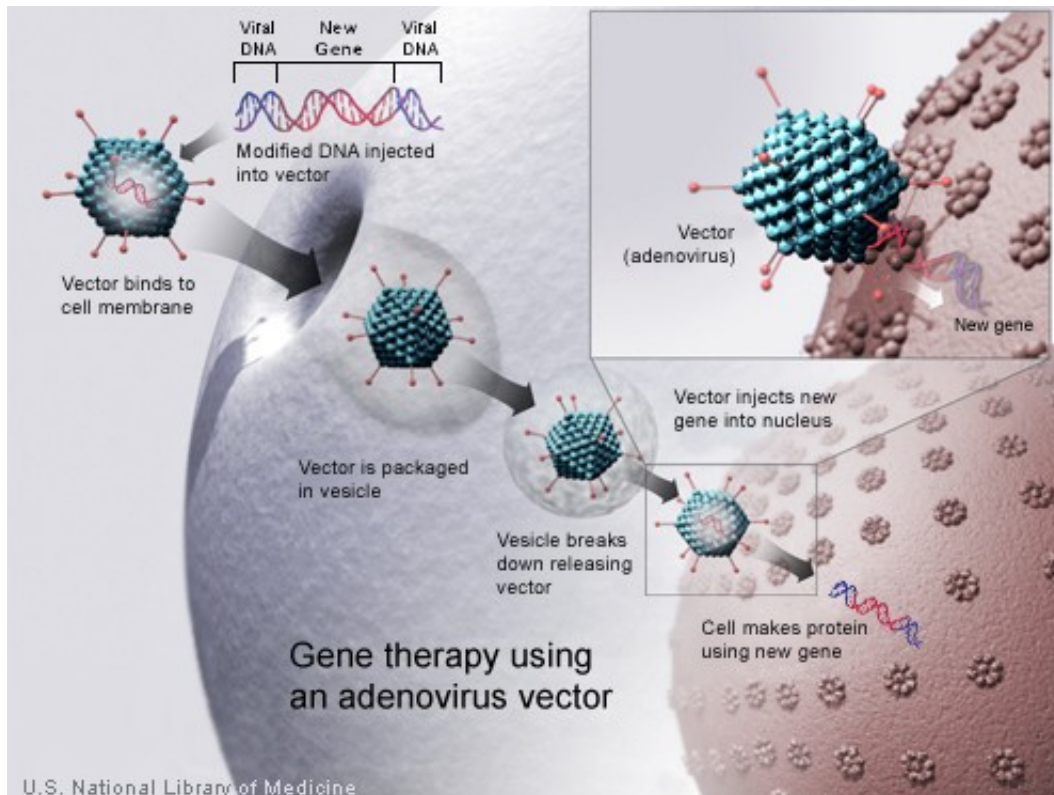 Viral DNA
New Gene
Viral DNA
Modified DNA injected
into vector
Vector binds to
cell membrane
Vector
(adenovirus)
New gene
Vector injects new
gene into nucleus
Vector is packaged
in vesicle
Vesicle breaks
down releasing
vector
Cell makes protein
using new gene
Gene therapy using
an adenovirus vector
U.S. National Library of Medicine